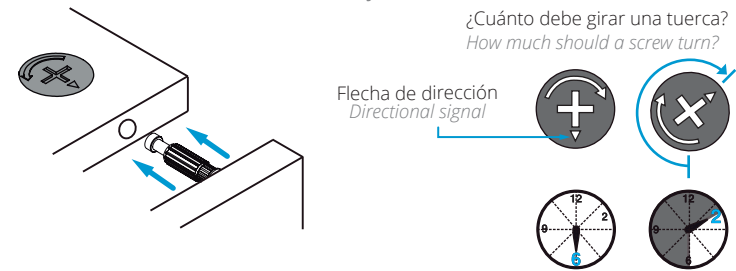 ¿Cuánto debe girar una tuerca?
How much should a screw turn?
Flecha de dirección
Directional signal
12
2
9
6
12
2
9
6